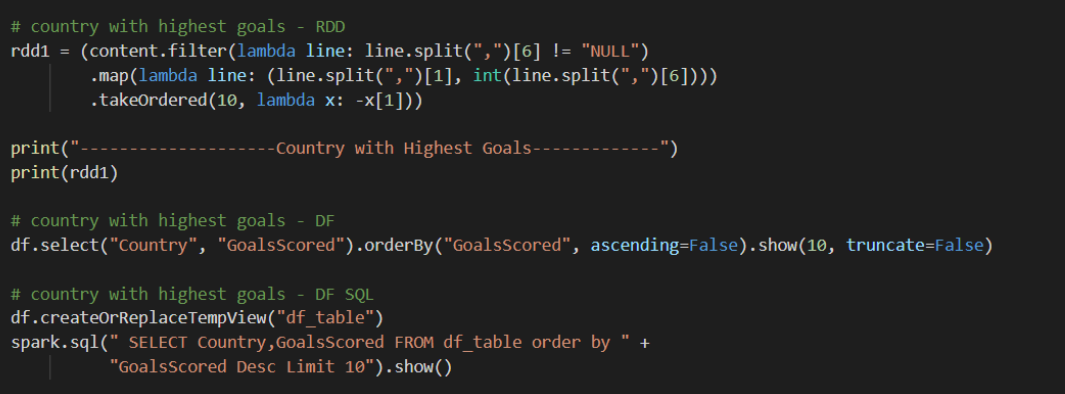 # country with highest goals - RDD
rdd1 = (content.filter(lambda line: line.split(",")[6] != "NULL")
        .map(lambda line: (line.split(",")[1], int(line.split(",")[6])))
        .takeOrdered(10, lambda x: -x[1]))
print("--------------------Country with Highest Goals-------------")
print(rdd1)
# country with highest goals - DF
df.select("Country", "GoalsScored").orderBy("GoalsScored", ascending=False).show(10, truncate=False)
# country with highest goals - DF SQL
df.createOrReplaceTempView("df_table")
spark.sql(" SELECT Country,GoalsScored FROM df_table order by " +
          "GoalsScored Desc Limit 10").show()